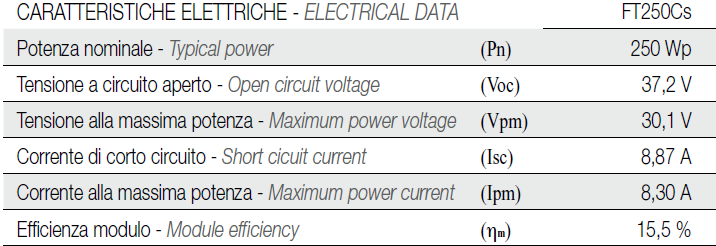 CARATTERISTICHE ELETTRICHE - ELECTRICAL DATA FT250Cs
Potenza nominale - Typical power (Pn) 250 Wp
Tensione a circuito aperto - Open circuit voltage (Voc) 37,2 V
Tensione alla massima potenza - Maximum power voltage (Vpm) 30,1 V
Corrente di corto circuito - Short cicuit current (Isc) 8,87 A
Corrente alla massima potenza - Maximum power current (Ipm) 8,30 A
Efficienza modulo - Module efficiency (ηm) 15,5 %